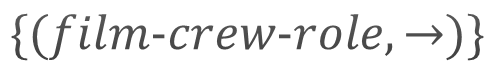 {(film-crew-role, →)}